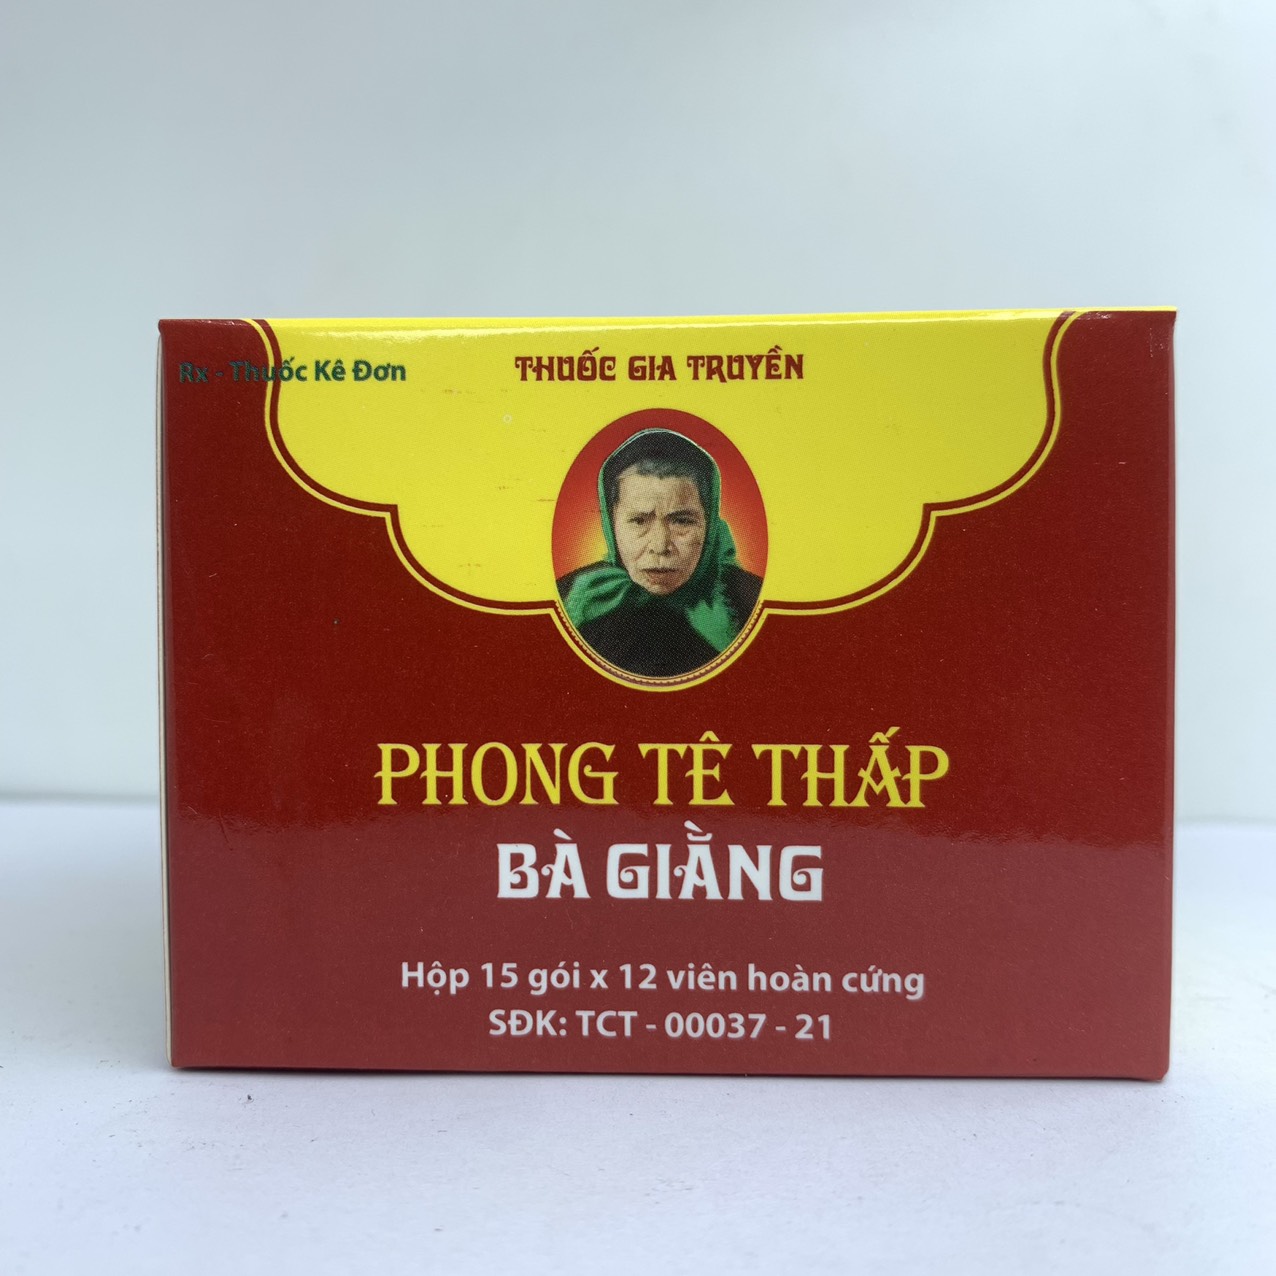 Rx - Thuốc Kê Đơn
THUỐC GIA TRUYỀN
PHONG TÊ THẤP
BÀ GIẰNG
Hộp 15 gói x 12 viên hoàn cứng
SĐK: TCT - 00037 - 21